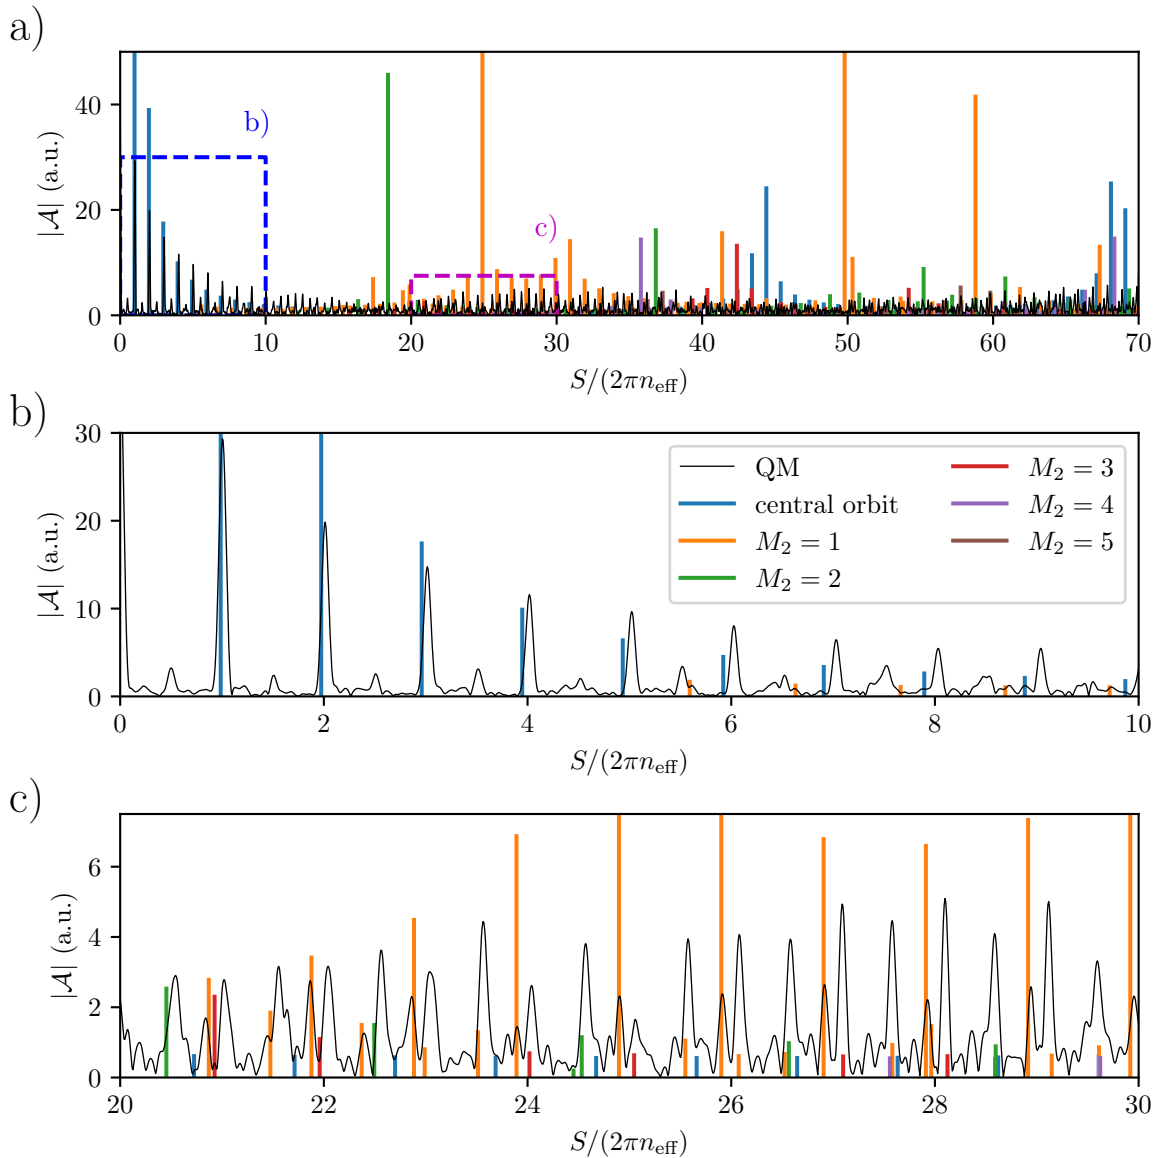 a)
|𝒜| (a.u.)
40
20
0
b)
c)
0 10 20 30 40 50 60 70
S/(2πn_eff)
b)
|𝒜| (a.u.)
30
20
10
0
QM
central orbit
M₂ = 1
M₂ = 2
M₂ = 3
M₂ = 4
M₂ = 5
0 2 4 6 8 10
S/(2πn_eff)
c)
|𝒜| (a.u.)
6
4
2
0
20 22 24 26 28 30
S/(2πn_eff)